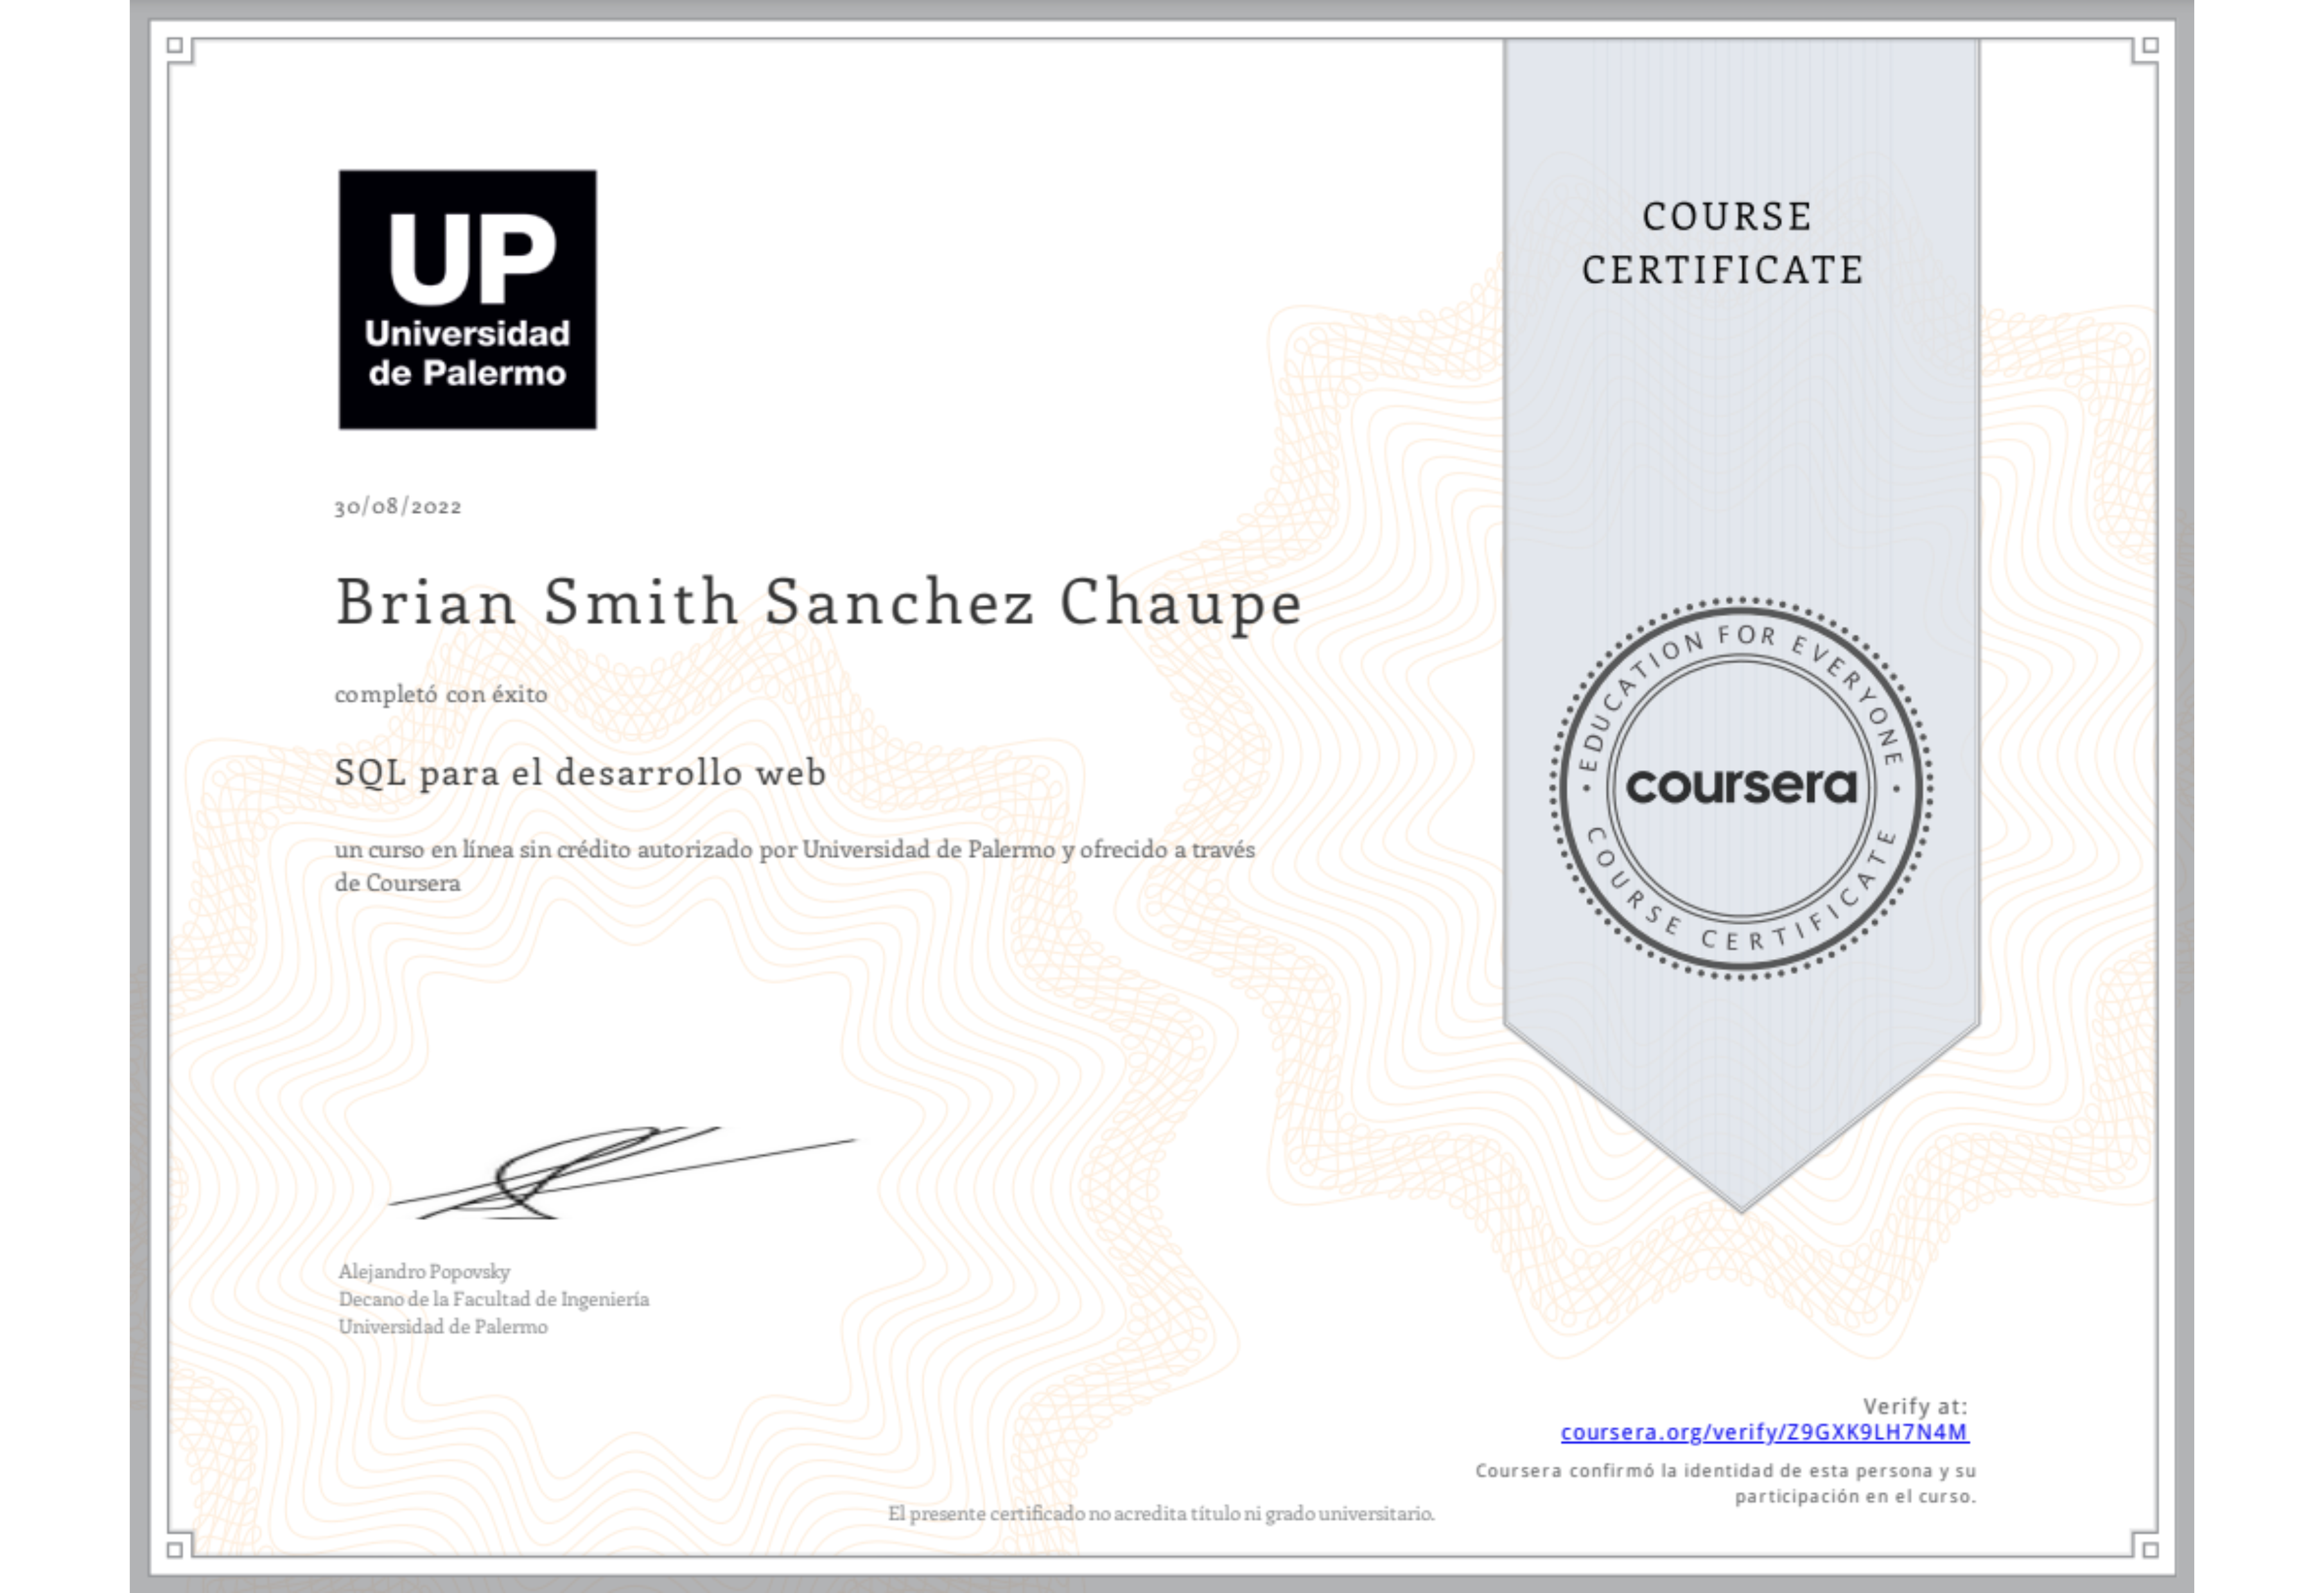 UP
Universidad
de Palermo
COURSE
CERTIFICATE
30/08/2022
Brian Smith Sanchez Chaupe
completó con éxito
SQL para el desarrollo web
un curso en línea sin crédito autorizado por Universidad de Palermo y ofrecido a través
de Coursera
• EDUCATION FOR EVERYONE •
coursera
COURSE CERTIFICATE
Alejandro Popovsky
Decano de la Facultad de Ingeniería
Universidad de Palermo
Verify at:
coursera.org/verify/Z9GXK9LH7N4M
Coursera confirmó la identidad de esta persona y su
participación en el curso.
El presente certificado no acredita título ni grado universitario.